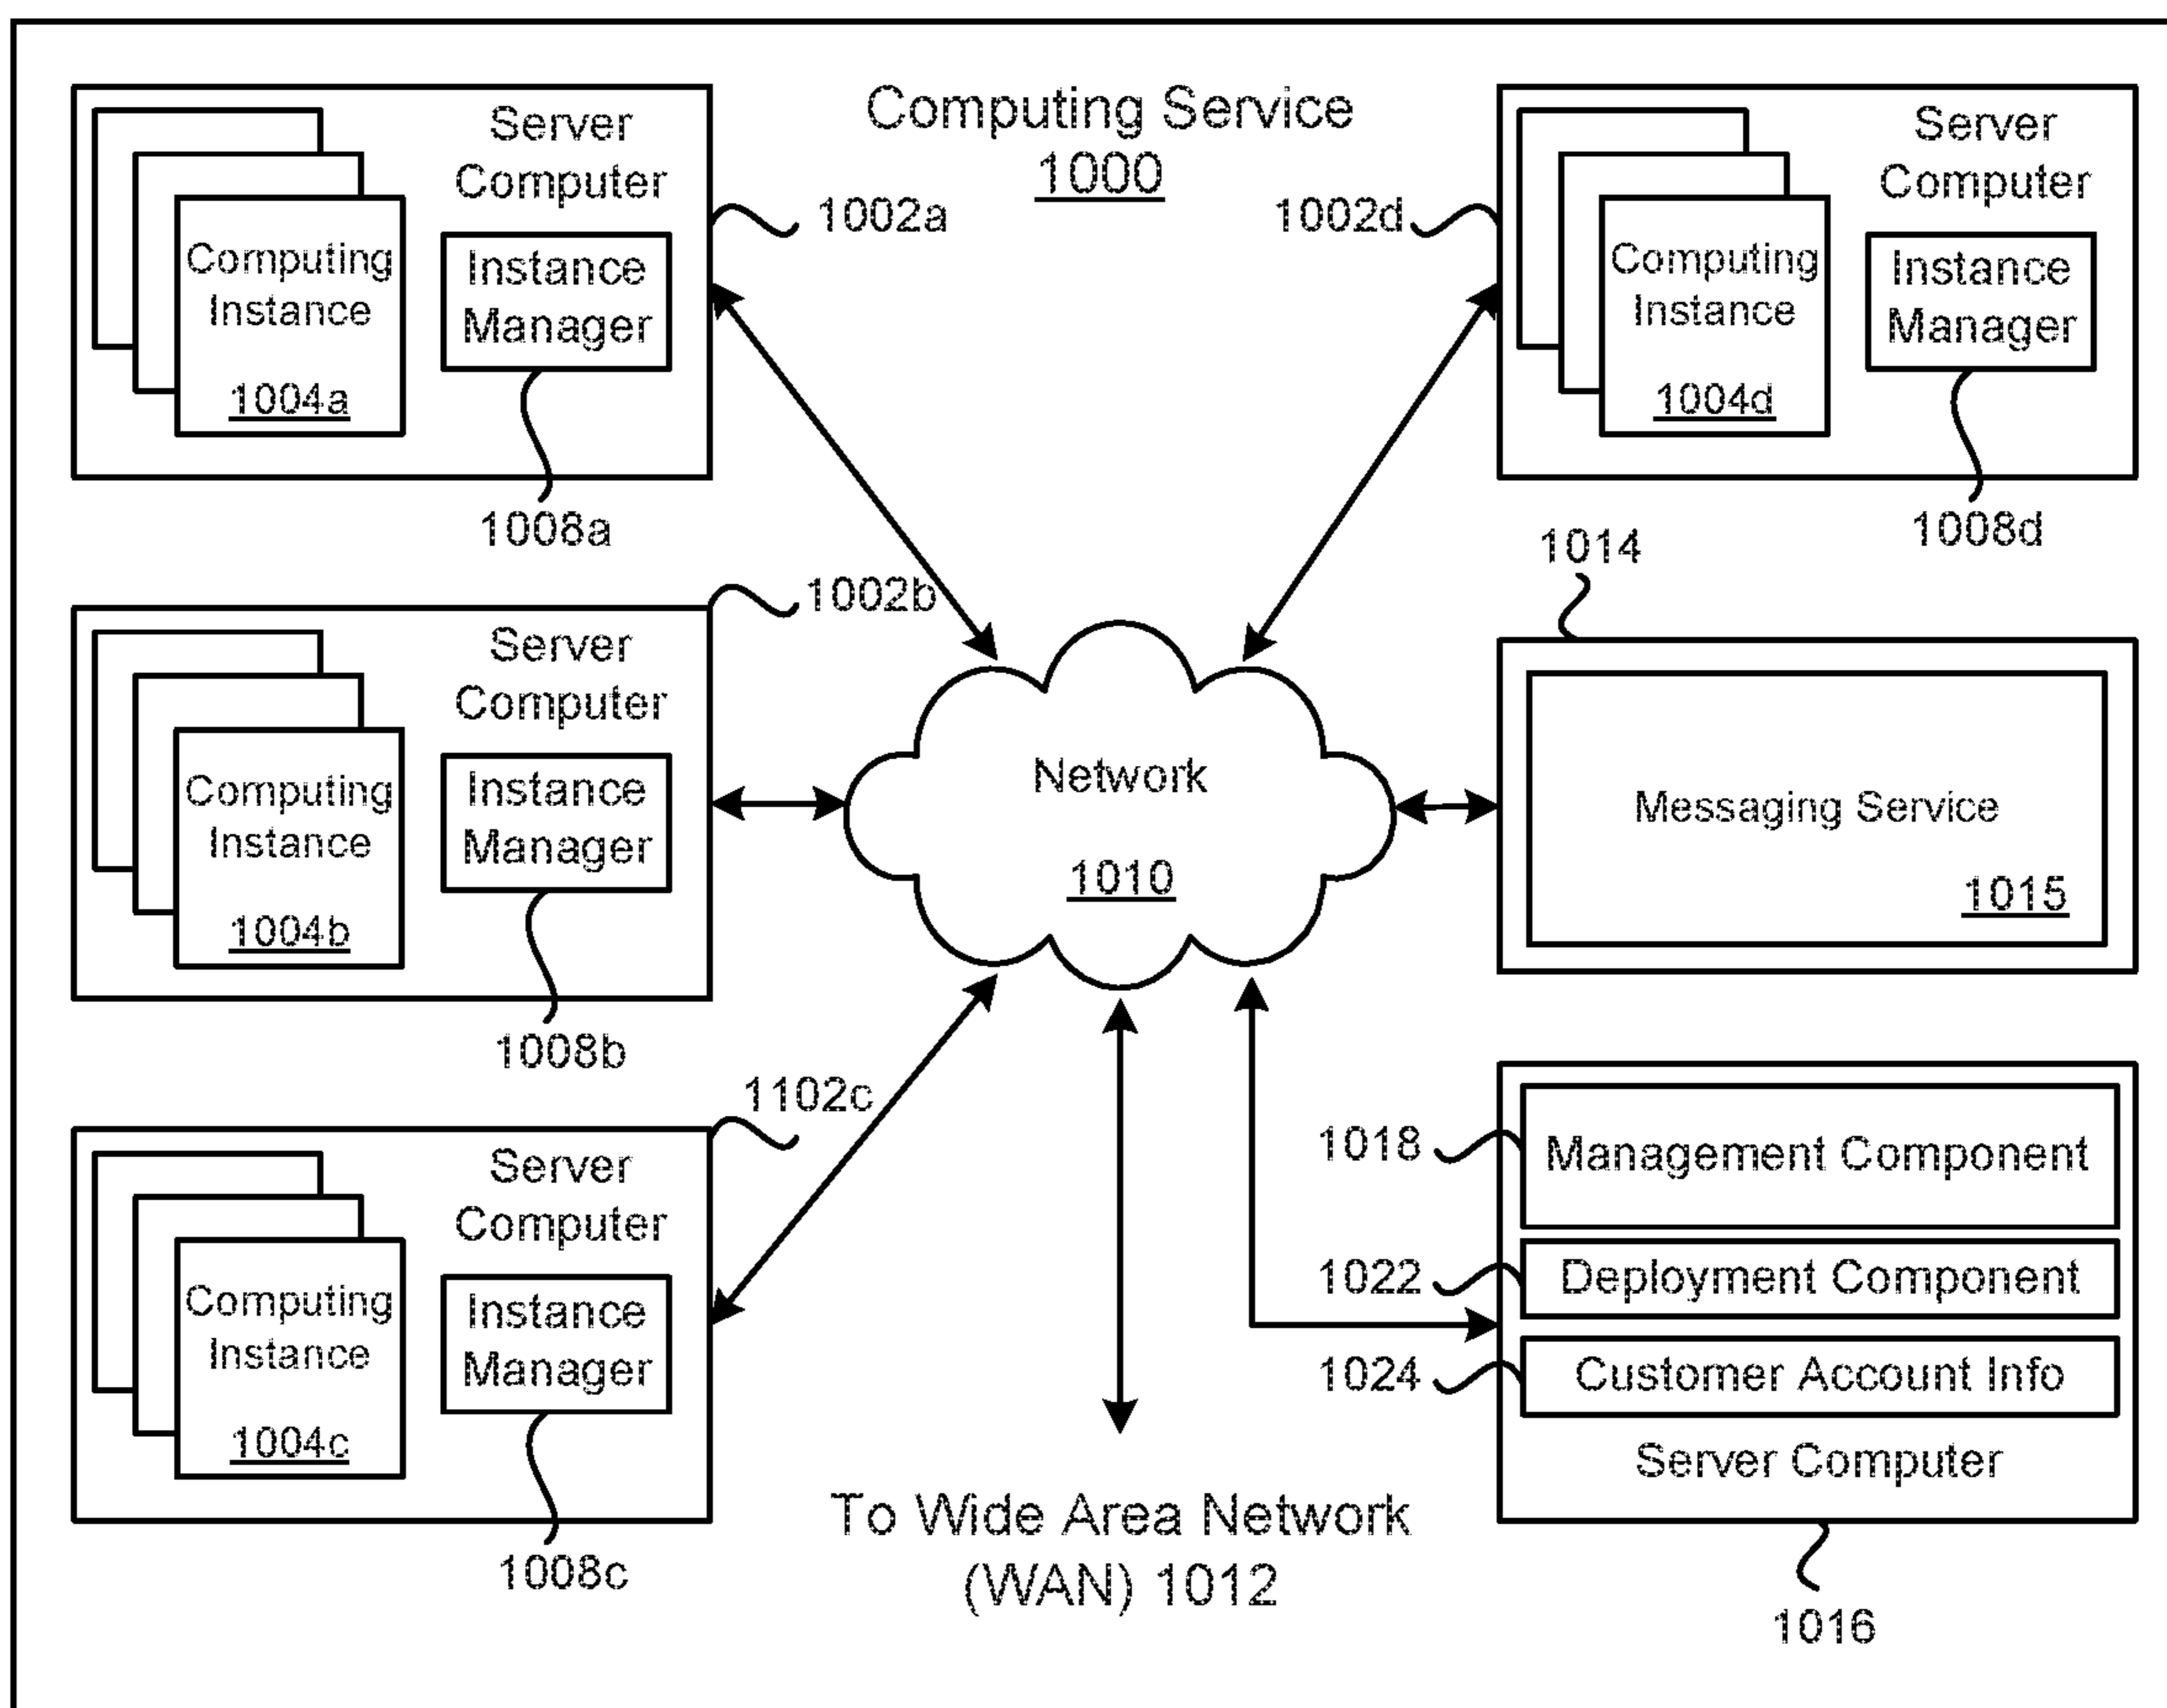 Computing Service
1000
Server
Computer
1002a
Computing
Instance
1004a
Instance
Manager
1008a
Server
Computer
1002d
Computing
Instance
1004d
Instance
Manager
1008d
Server
Computer
1002b
Computing
Instance
1004b
Instance
Manager
1008b
Network
1010
1014
Messaging Service
1015
Server
Computer
1102c
Computing
Instance
1004c
Instance
Manager
1008c
To Wide Area Network
(WAN) 1012
1018
Management Component
1022
Deployment Component
1024
Customer Account Info
Server Computer
1016